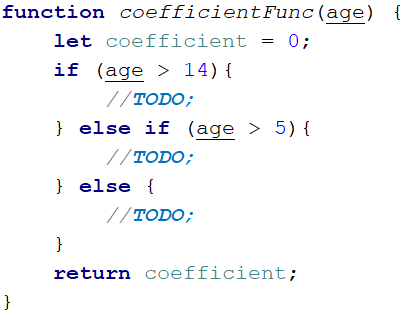 function coefficientFunc(age) {
    let coefficient = 0;
    if (age > 14){
        //TODO;
    } else if (age > 5){
        //TODO;
    } else {
        //TODO;
    }
    return coefficient;
}